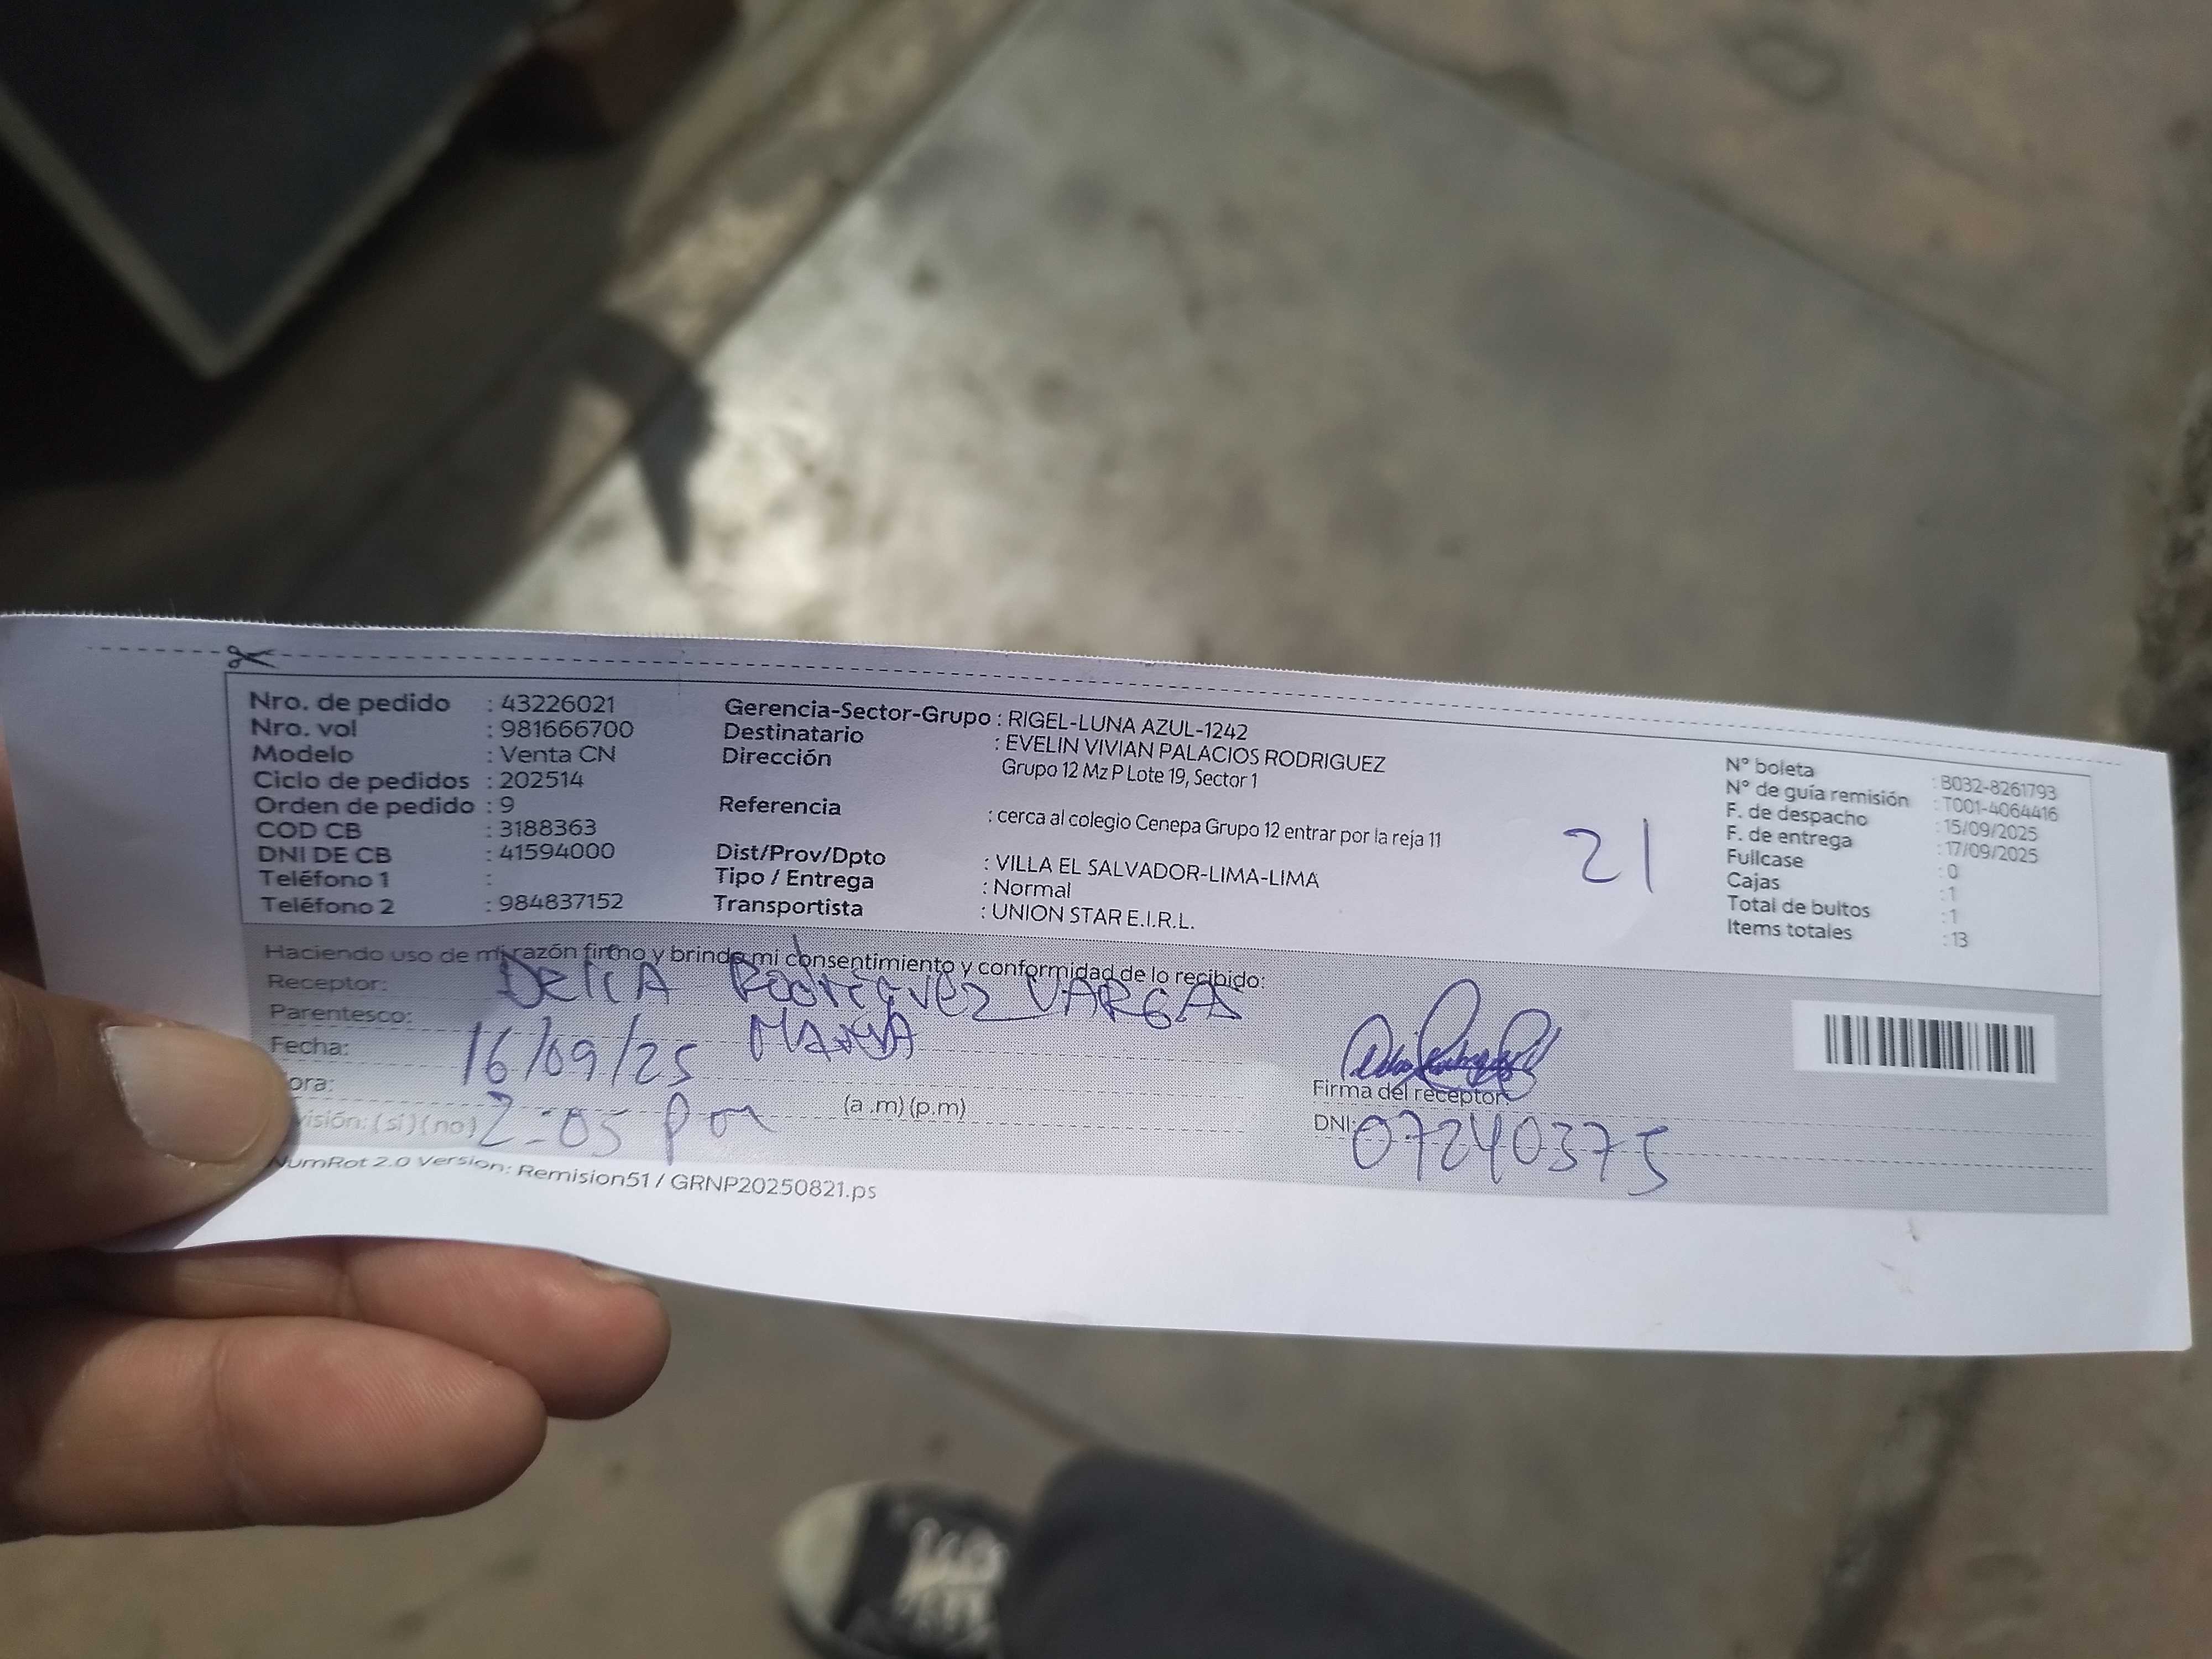 Nro. de pedido : 43226021
Nro. vol : 981666700
Modelo : Venta CN
Ciclo de pedidos : 202514
Orden de pedido : 9
COD CB : 3188363
DNI DE CB : 41594000
Teléfono 1 :
Teléfono 2 : 984837152
Gerencia-Sector-Grupo : RIGEL-LUNA AZUL-1242
Destinatario : EVELIN VIVIAN PALACIOS RODRIGUEZ
Dirección Grupo 12 Mz P Lote 19, Sector 1
Referencia : cerca al colegio Cenepa Grupo 12 entrar por la reja 11
Dist/Prov/Dpto : VILLA EL SALVADOR-LIMA-LIMA
Tipo / Entrega : Normal
Transportista : UNION STAR E.I.R.L.
21
N° boleta : B032-8261793
N° de guía remisión : T001-4064416
F. de despacho : 15/09/2025
F. de entrega : 17/09/2025
Fullcase : 0
Cajas : 1
Total de bultos : 1
Items totales : 13
Haciendo uso de mi razón firmo y brindo mi consentimiento y conformidad de lo recibido:
Receptor: Delia Rodriguez VARGA
Parentesco: MAMA
Fecha: 16/09/25
ora: 2-05 pm (a .m) (p.m)
visión: ( si ) ( no )
Firma del receptor
DNI: 07240375
NumRot 2.0 Version: Remision51 / GRNP20250821.ps